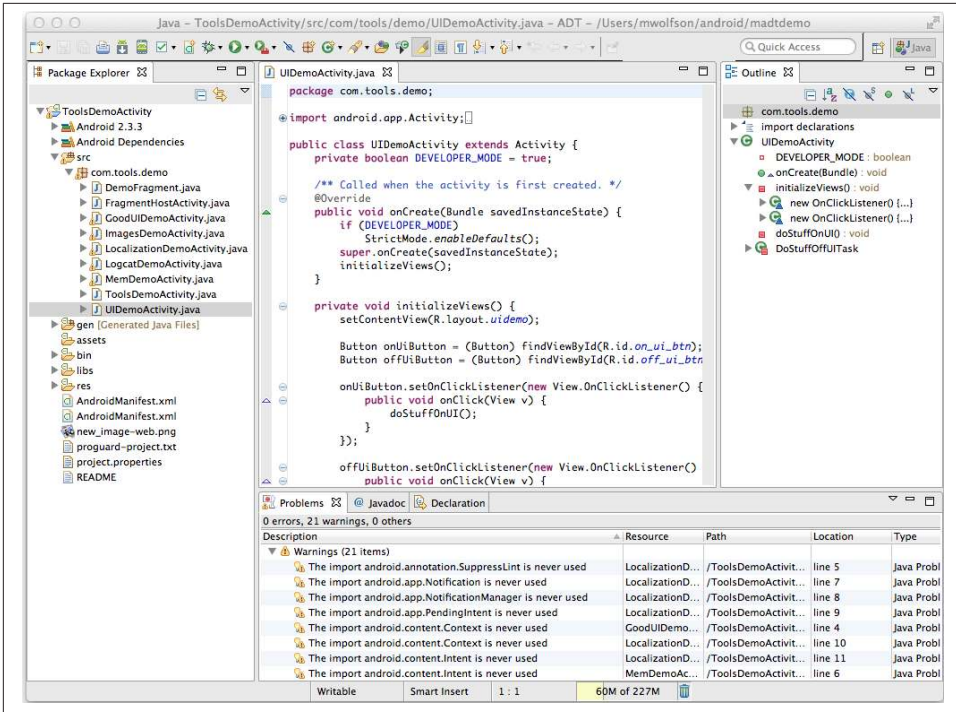 Java – ToolsDemoActivity/src/com/tools/demo/UIDemoActivity.java – ADT – /Users/mwolfson/android/madtdemo
Quick Access
Java
Package Explorer
ToolsDemoActivity
Android 2.3.3
Android Dependencies
src
com.tools.demo
DemoFragment.java
FragmentHostActivity.java
GoodUIDemoActivity.java
ImagesDemoActivity.java
LocalizationDemoActivity.java
LogcatDemoActivity.java
MemDemoActivity.java
ToolsDemoActivity.java
UIDemoActivity.java
gen [Generated Java Files]
assets
bin
libs
res
AndroidManifest.xml
AndroidManifest.xml
new_image-web.png
proguard-project.txt
project.properties
README
UIDemoActivity.java
package com.tools.demo;
import android.app.Activity;
public class UIDemoActivity extends Activity {
private boolean DEVELOPER_MODE = true;
/** Called when the activity is first created. */
@Override
public void onCreate(Bundle savedInstanceState) {
if (DEVELOPER_MODE)
StrictMode.enableDefaults();
super.onCreate(savedInstanceState);
initializeViews();
}
private void initializeViews() {
setContentView(R.layout.uidemo);
Button onUiButton = (Button) findViewById(R.id.on_ui_btn);
Button offUiButton = (Button) findViewById(R.id.off_ui_btn
onUiButton.setOnClickListener(new View.OnClickListener() {
public void onClick(View v) {
doStuffOnUI();
}
});
offUiButton.setOnClickListener(new View.OnClickListener()
public void onClick(View v) {
Outline
com.tools.demo
import declarations
UIDemoActivity
DEVELOPER_MODE : boolean
onCreate(Bundle) : void
initializeViews() : void
new OnClickListener() {...}
new OnClickListener() {...}
doStuffOnUI() : void
DoStuffOffUITask
Problems @ Javadoc Declaration
0 errors, 21 warnings, 0 others
Description Resource Path Location Type
Warnings (21 items)
The import android.annotation.SuppressLint is never used LocalizationD... /ToolsDemoActivit... line 5 Java Probl
The import android.app.Notification is never used LocalizationD... /ToolsDemoActivit... line 7 Java Probl
The import android.app.NotificationManager is never used LocalizationD... /ToolsDemoActivit... line 8 Java Probl
The import android.app.PendingIntent is never used LocalizationD... /ToolsDemoActivit... line 9 Java Probl
The import android.content.Context is never used GoodUIDemo... /ToolsDemoActivit... line 4 Java Probl
The import android.content.Context is never used LocalizationD... /ToolsDemoActivit... line 10 Java Probl
The import android.content.Intent is never used LocalizationD... /ToolsDemoActivit... line 11 Java Probl
The import android.content.Intent is never used MemDemoAc... /ToolsDemoActivit... line 6 Java Probl
Writable Smart Insert 1 : 1 60M of 227M